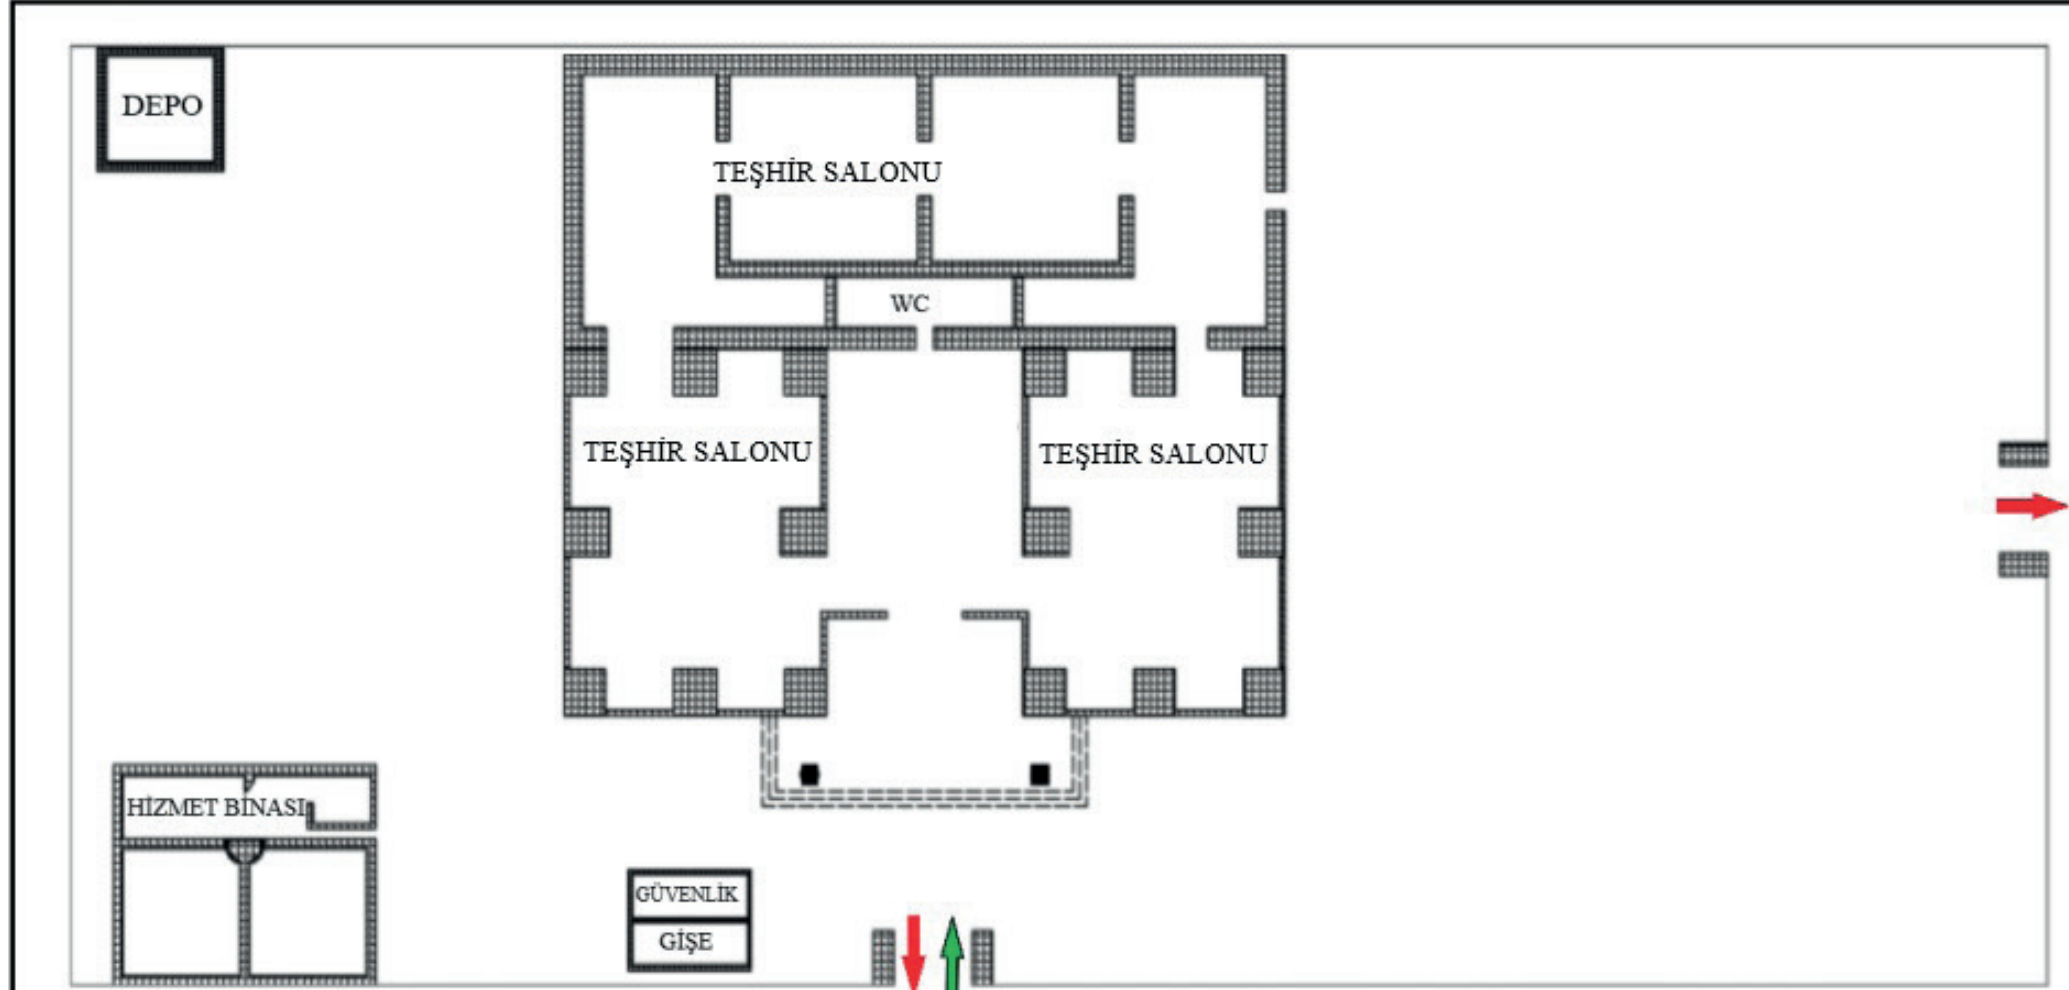 DEPO
TEŞHİR SALONU
WC
TEŞHİR SALONU
TEŞHİR SALONU
HİZMET BİNASI
GÜVENLİK
GİŞE